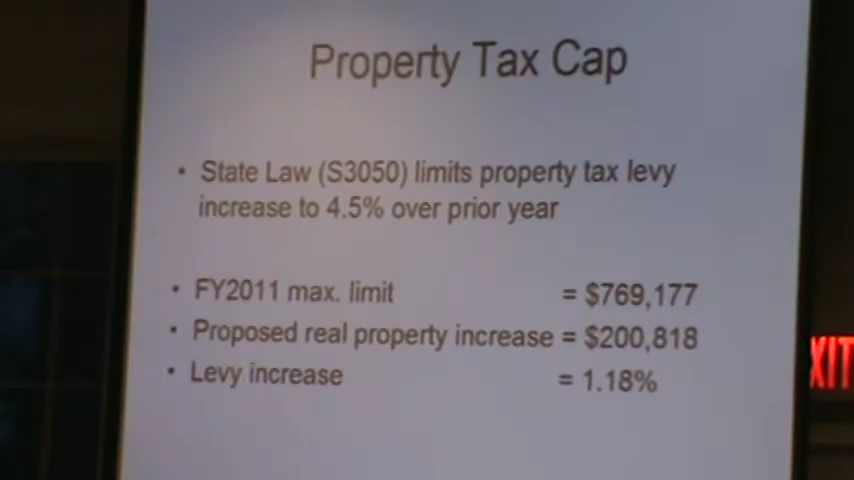 Property Tax Cap
• State Law (S3050) limits property tax levy
increase to 4.5% over prior year
• FY2011 max. limit = $769,177
• Proposed real property increase = $200,818
• Levy increase = 1.18%
XIT